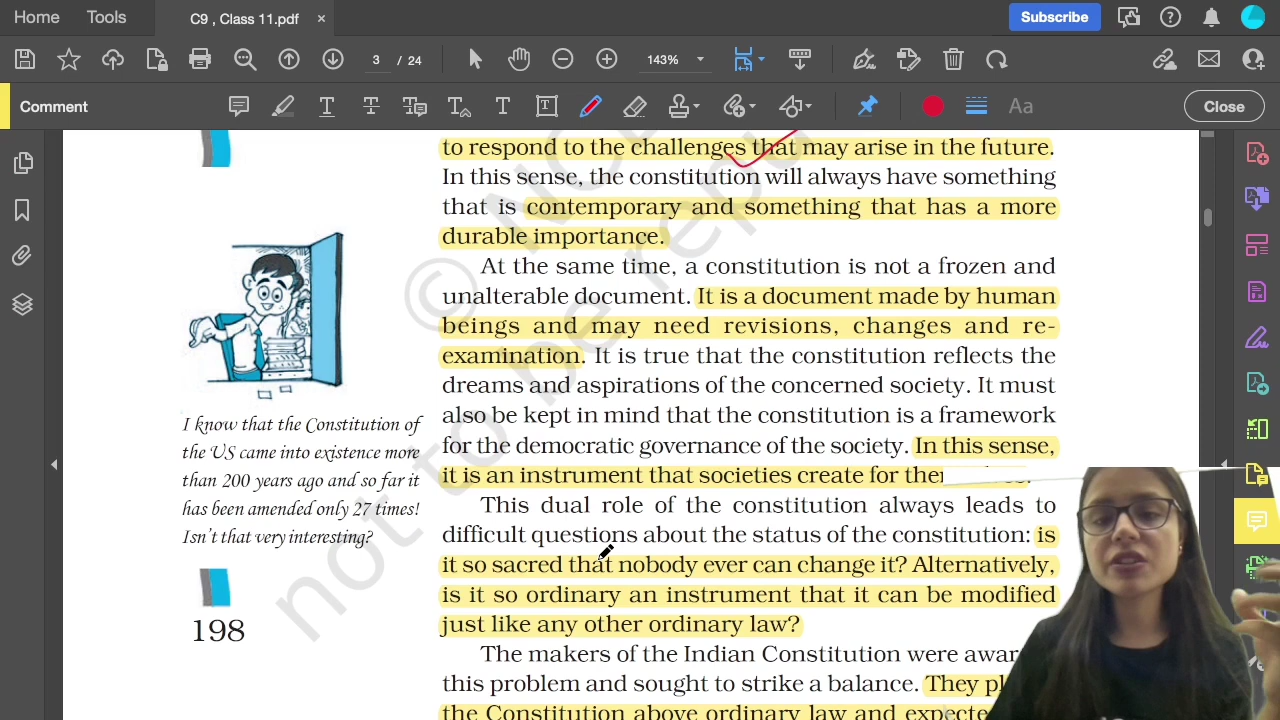 Home
Tools
C9 , Class 11.pdf
×
Subscribe
3 / 24
143%
Comment
Aa
Close
to respond to the challenges that may arise in the future.
In this sense, the constitution will always have something
that is contemporary and something that has a more
durable importance.
At the same time, a constitution is not a frozen and
unalterable document. It is a document made by human
beings and may need revisions, changes and re-
examination. It is true that the constitution reflects the
dreams and aspirations of the concerned society. It must
also be kept in mind that the constitution is a framework
for the democratic governance of the society. In this sense,
it is an instrument that societies create for
This dual role of the constitution always leads to
difficult questions about the status of the constitution: is
it so sacred that nobody ever can change it? Alternatively,
is it so ordinary an instrument that it can be modified
just like any other ordinary law?
The makers of the Indian Constitution were
this problem and sought to strike a balance. They
the Constitution above ordinary law and
I know that the Constitution of
the US came into existence more
than 200 years ago and so far it
has been amended only 27 times!
Isn't that very interesting?
198
©
not to be